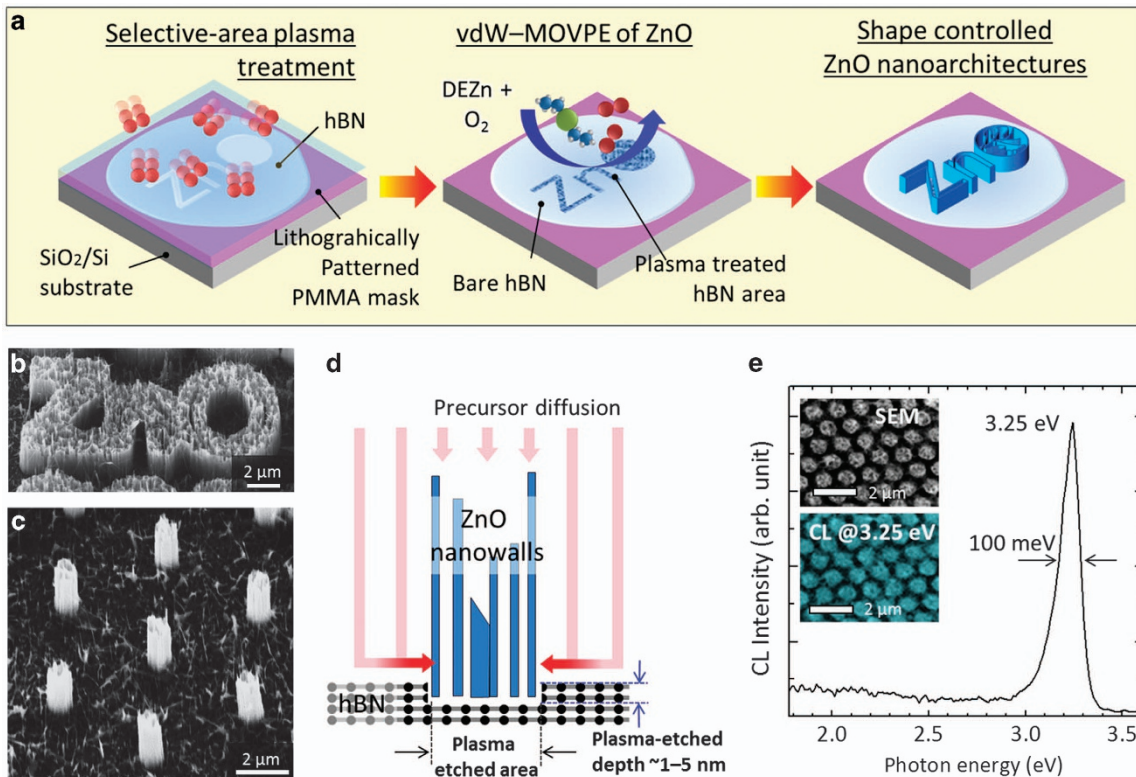 a
Selective-area plasma
treatment
vdW–MOVPE of ZnO
Shape controlled
ZnO nanoarchitectures
hBN
DEZn +
O2
SiO2/Si
substrate
Lithograhically
Patterned
PMMA mask
Bare hBN
Plasma treated
hBN area
b
2 µm
c
2 µm
d
Precursor diffusion
ZnO
nanowalls
hBN
Plasma
etched area
Plasma-etched
depth ~1–5 nm
e
CL Intensity (arb. unit)
SEM
2 µm
CL @3.25 eV
2 µm
3.25 eV
100 meV
2.0
2.5
3.0
3.5
Photon energy (eV)